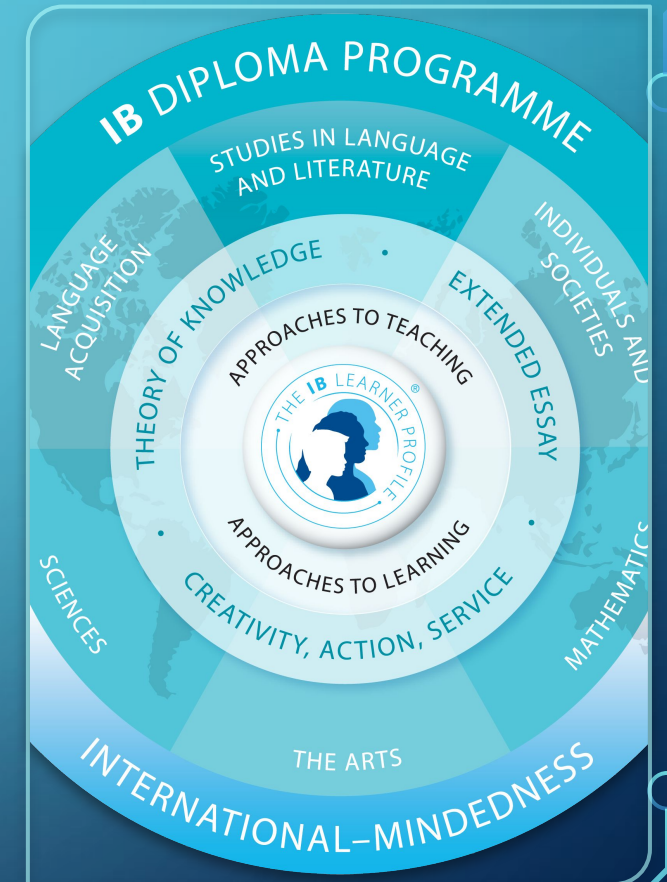 IB DIPLOMA PROGRAMME
STUDIES IN LANGUAGE
AND LITERATURE
LANGUAGE
ACQUISITION
INDIVIDUALS AND
SOCIETIES
THEORY OF KNOWLEDGE
EXTENDED ESSAY
APPROACHES TO TEACHING
THE IB LEARNER PROFILE®
APPROACHES TO LEARNING
CREATIVITY, ACTION, SERVICE
SCIENCES
MATHEMATICS
THE ARTS
INTERNATIONAL–MINDEDNESS